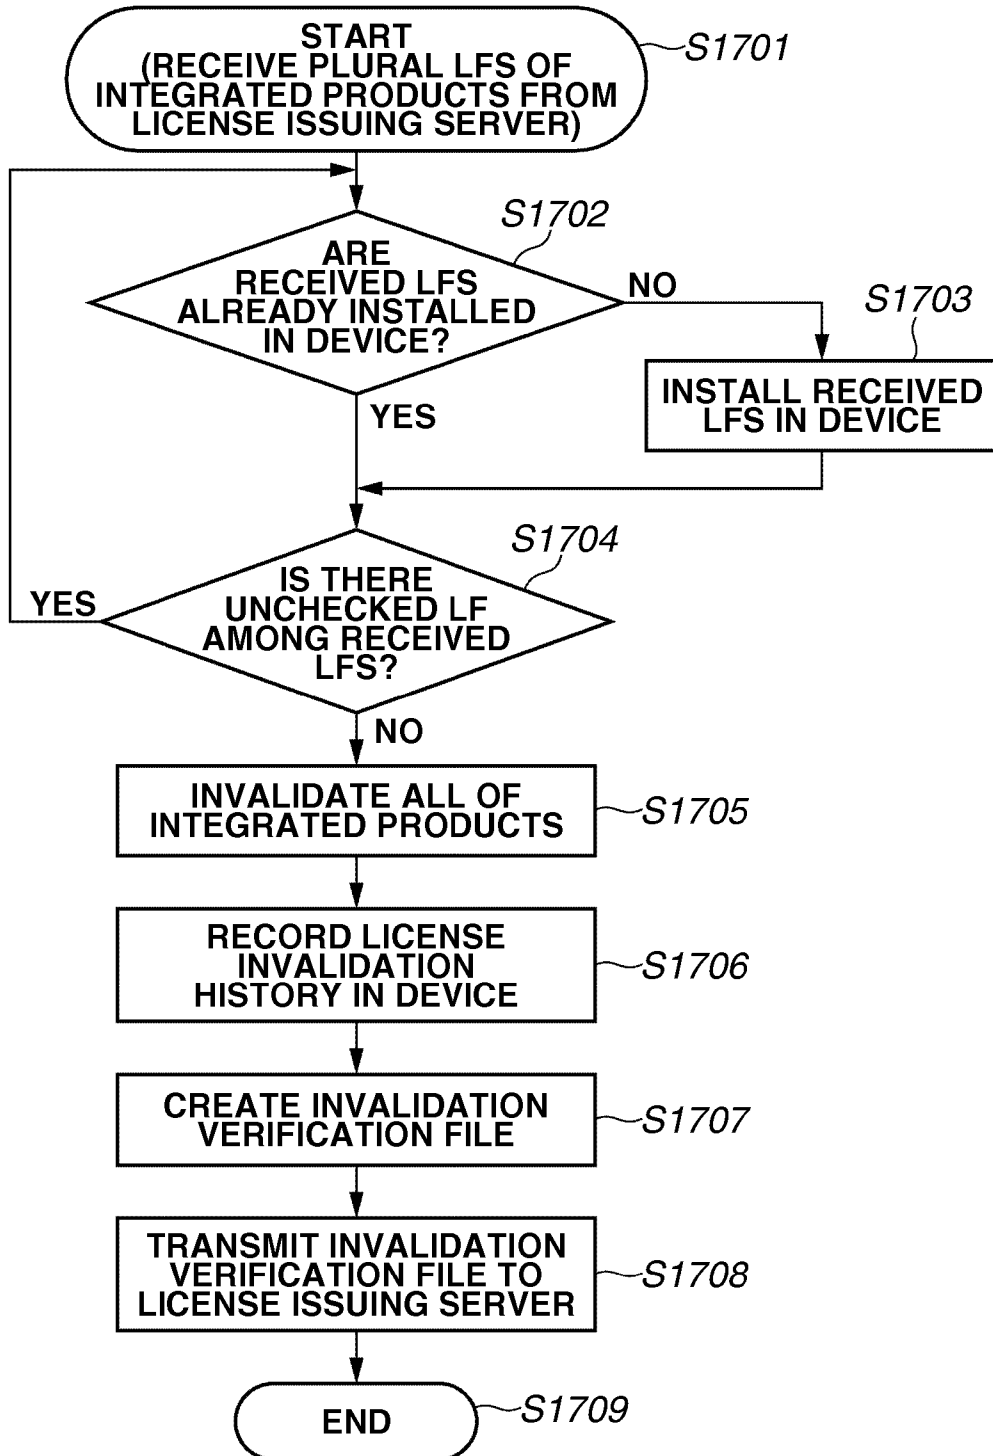 START
(RECEIVE PLURAL LFS OF
INTEGRATED PRODUCTS FROM
LICENSE ISSUING SERVER)
S1701
S1702
ARE
RECEIVED LFS
ALREADY INSTALLED
IN DEVICE?
NO
YES
S1703
INSTALL RECEIVED
LFS IN DEVICE
S1704
IS THERE
UNCHECKED LF
AMONG RECEIVED
LFS?
YES
NO
INVALIDATE ALL OF
INTEGRATED PRODUCTS
S1705
RECORD LICENSE
INVALIDATION
HISTORY IN DEVICE
S1706
CREATE INVALIDATION
VERIFICATION FILE
S1707
TRANSMIT INVALIDATION
VERIFICATION FILE TO
LICENSE ISSUING SERVER
S1708
END
S1709